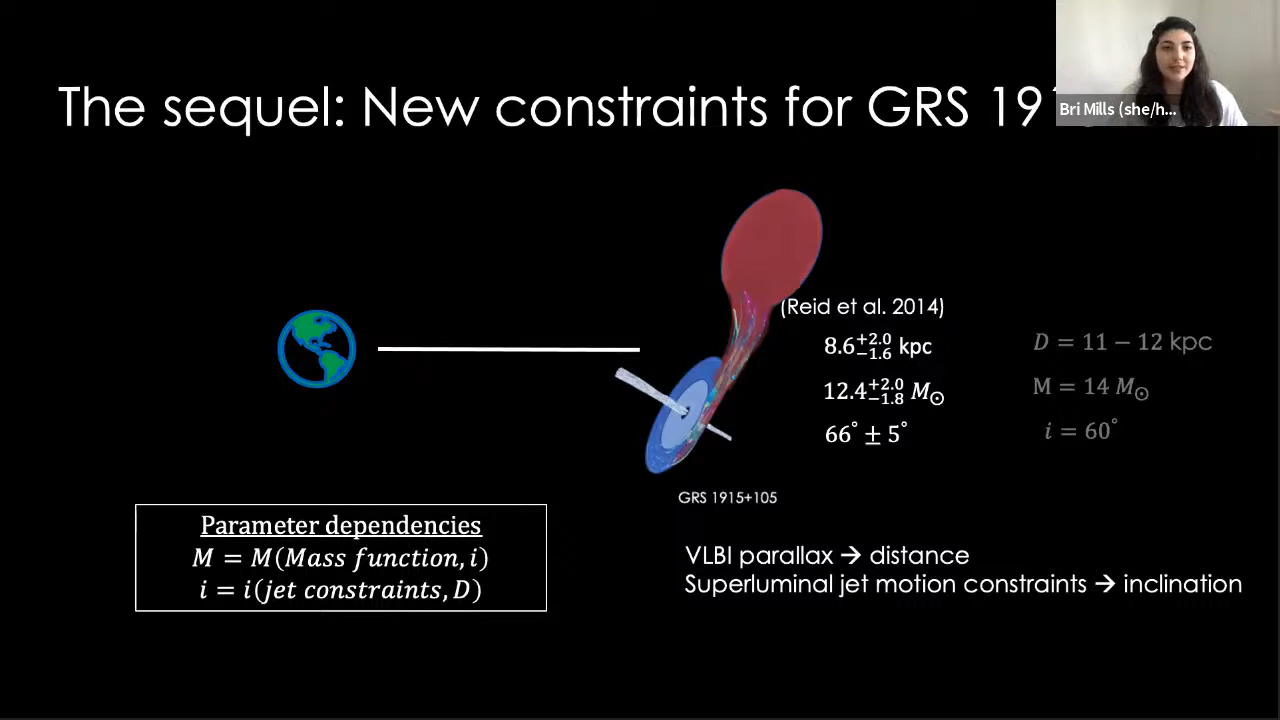 The sequel: New constraints for GRS 19
Bri Mills (she/h...
(Reid et al. 2014)
8.6+2.0−1.6 kpc
D = 11 − 12 kpc
12.4+2.0−1.8 M⊙
M = 14 M⊙
66° ± 5°
i = 60°
GRS 1915+105
Parameter dependencies
M = M(Mass function, i)
i = i(jet constraints, D)
VLBI parallax → distance
Superluminal jet motion constraints → inclination